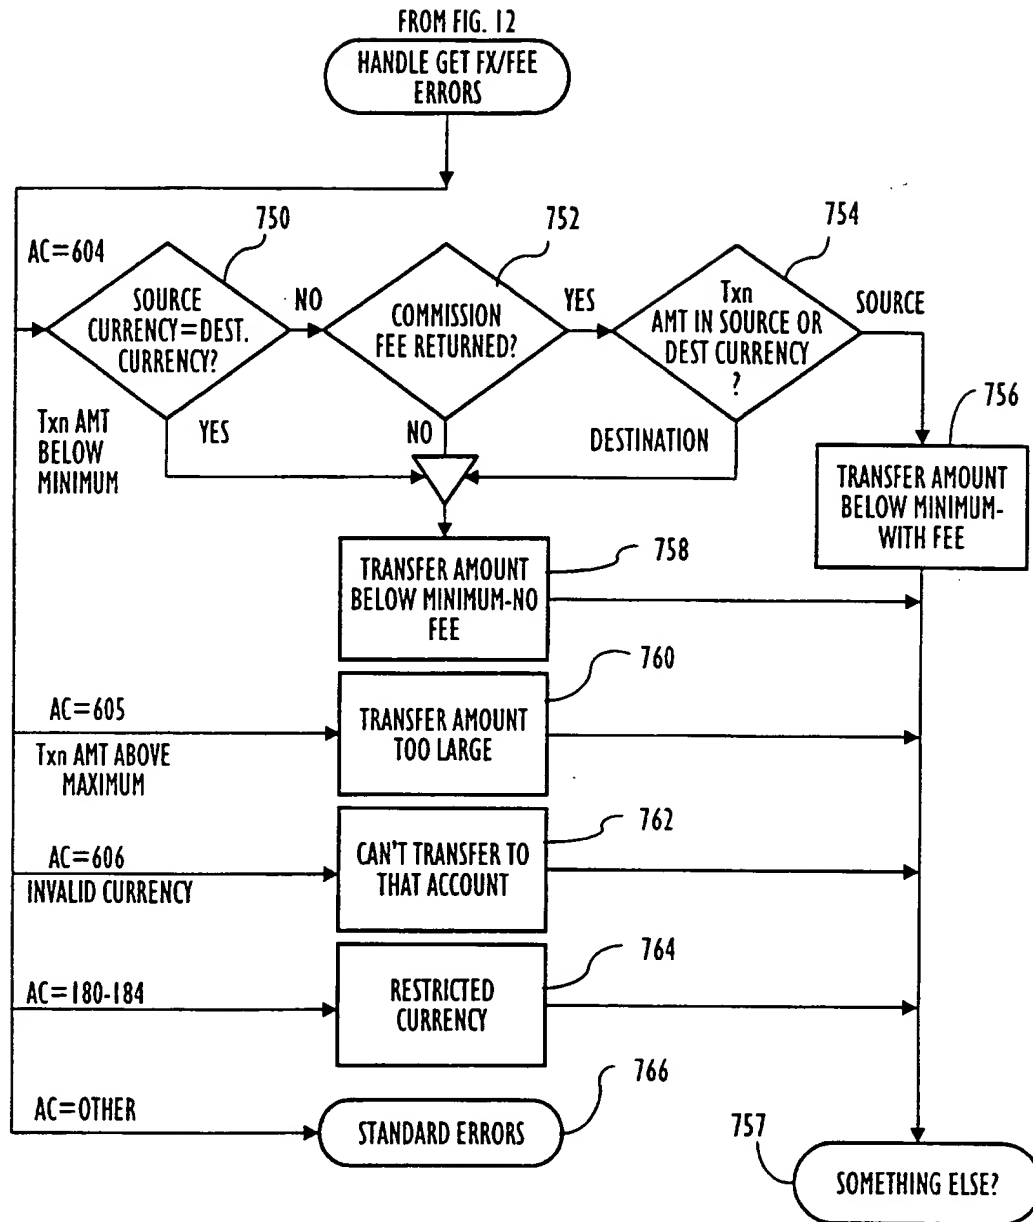 FROM FIG. 12
HANDLE GET FX/FEE
ERRORS
750
752
754
AC=604
SOURCE
CURRENCY=DEST.
CURRENCY?
NO
COMMISSION
FEE RETURNED?
YES
Txn
AMT IN SOURCE OR
DEST CURRENCY
?
SOURCE
756
Txn AMT
BELOW
MINIMUM
YES
NO
DESTINATION
TRANSFER AMOUNT
BELOW MINIMUM-
WITH FEE
758
TRANSFER AMOUNT
BELOW MINIMUM-NO
FEE
760
AC=605
Txn AMT ABOVE
MAXIMUM
TRANSFER AMOUNT
TOO LARGE
762
AC=606
INVALID CURRENCY
CAN'T TRANSFER TO
THAT ACCOUNT
764
AC=180-184
RESTRICTED
CURRENCY
766
AC=OTHER
STANDARD ERRORS
757
SOMETHING ELSE?